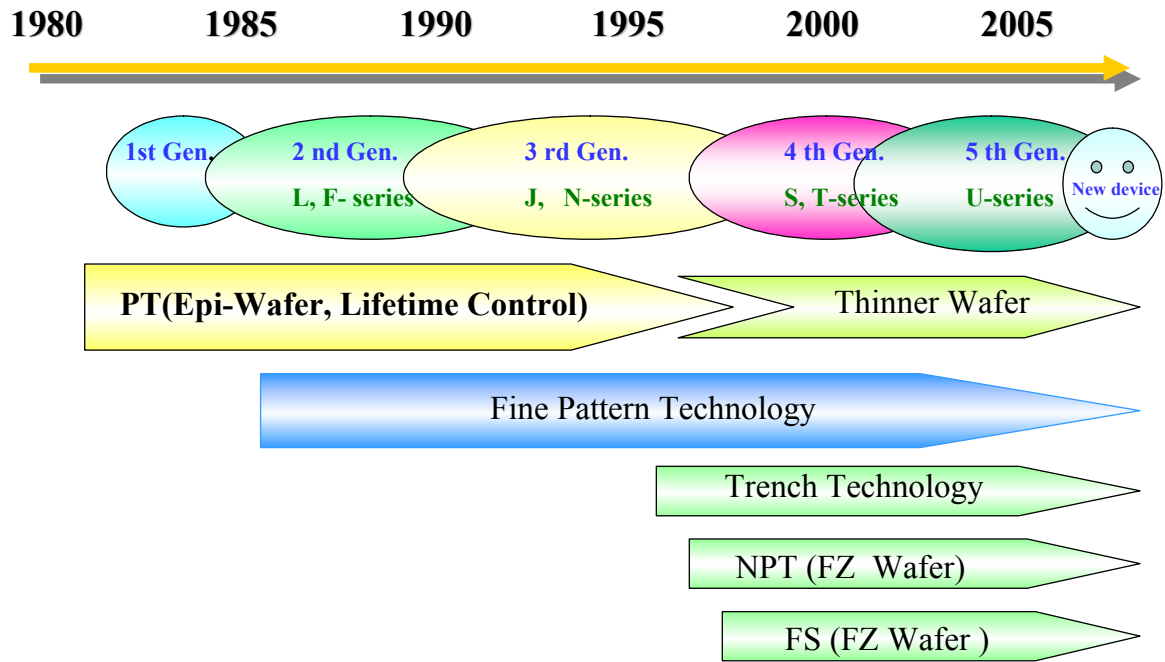 1980 1985 1990 1995 2000 2005
1st Gen. 2 nd Gen. 3 rd Gen. 4 th Gen. 5 th Gen.
New device
L, F- series J, N-series S, T-series U-series
PT(Epi-Wafer, Lifetime Control) Thinner Wafer
Fine Pattern Technology
Trench Technology
NPT (FZ Wafer)
FS (FZ Wafer )